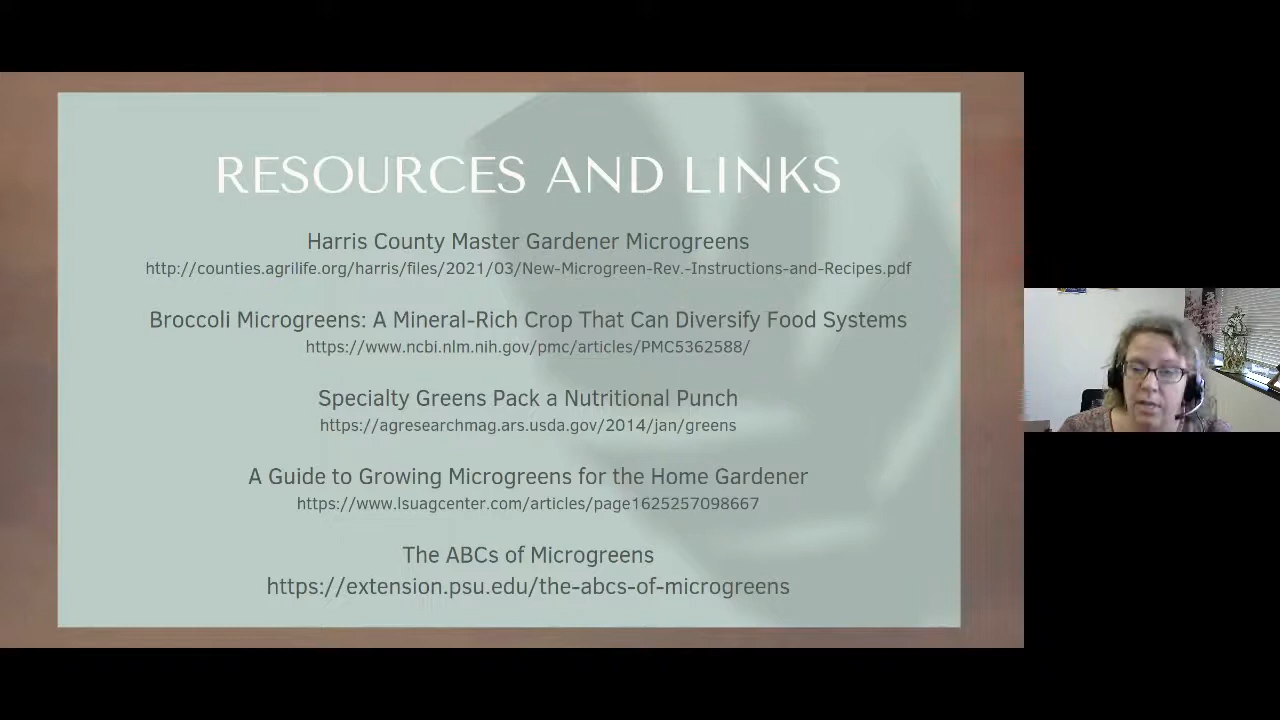 RESOURCES AND LINKS
Harris County Master Gardener Microgreens
http://counties.agrilife.org/harris/files/2021/03/New-Microgreen-Rev.-Instructions-and-Recipes.pdf
Broccoli Microgreens: A Mineral-Rich Crop That Can Diversify Food Systems
https://www.ncbi.nlm.nih.gov/pmc/articles/PMC5362588/
Specialty Greens Pack a Nutritional Punch
https://agresearchmag.ars.usda.gov/2014/jan/greens
A Guide to Growing Microgreens for the Home Gardener
https://www.lsuagcenter.com/articles/page1625257098667
The ABCs of Microgreens
https://extension.psu.edu/the-abcs-of-microgreens